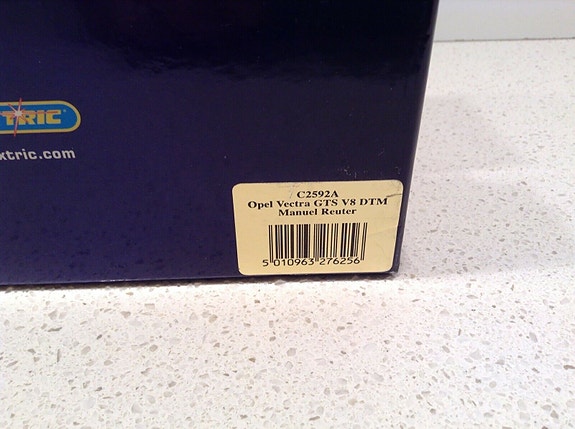 TRIC
xtric.com
C2592A
Opel Vectra GTS V8 DTM
Manuel Reuter
5 010963 276256